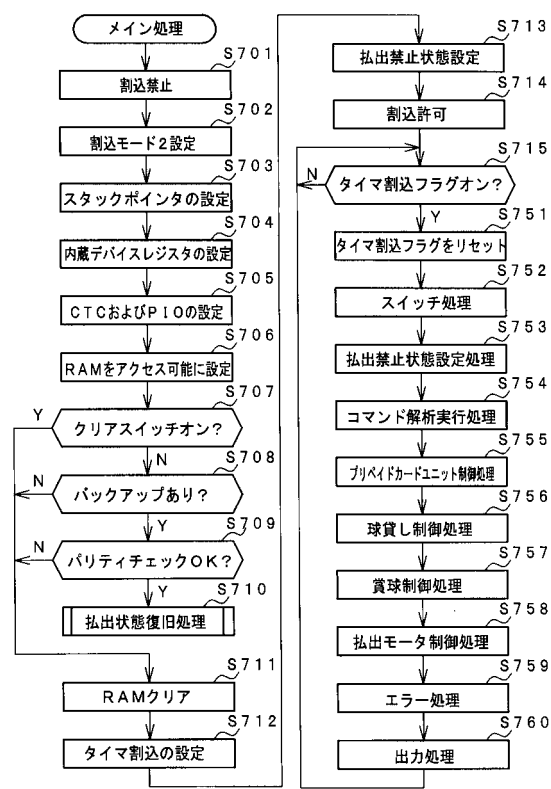 メイン処理
S701
割込禁止
S702
割込モード2設定
S703
スタックポインタの設定
S704
内蔵デバイスレジスタの設定
S705
CTCおよびPIOの設定
S706
RAMをアクセス可能に設定
S707
クリアスイッチオン?
Y
N
S708
バックアップあり?
N
Y
S709
パリティチェックOK?
N
Y
S710
払出状態復旧処理
S711
RAMクリア
S712
タイマ割込の設定
S713
払出禁止状態設定
S714
割込許可
S715
タイマ割込フラグオン?
N
Y
S751
タイマ割込フラグをリセット
S752
スイッチ処理
S753
払出禁止状態設定処理
S754
コマンド解析実行処理
S755
プリペイドカードユニット制御処理
S756
球貸し制御処理
S757
賞球制御処理
S758
払出モータ制御処理
S759
エラー処理
S760
出力処理